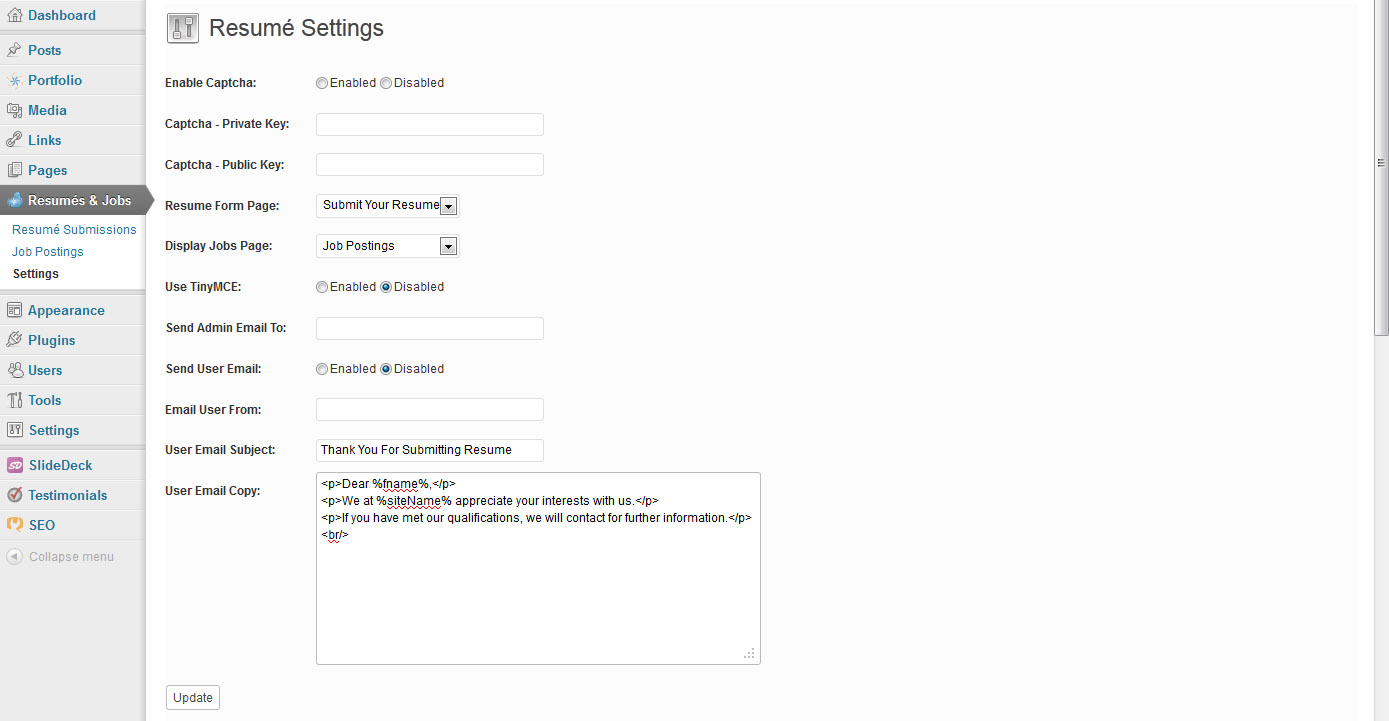 Dashboard
Posts
Portfolio
Media
Links
Pages
Resumés & Jobs
Resumé Submissions
Job Postings
Settings
Appearance
Plugins
Users
Tools
Settings
SD SlideDeck
Testimonials
SEO
Collapse menu
Resumé Settings
Enable Captcha: Enabled Disabled
Captcha - Private Key:
Captcha - Public Key:
Resume Form Page: Submit Your Resume
Display Jobs Page: Job Postings
Use TinyMCE: Enabled Disabled
Send Admin Email To:
Send User Email: Enabled Disabled
Email User From:
User Email Subject: Thank You For Submitting Resume
User Email Copy: <p>Dear %fname%,</p>
<p>We at %siteName% appreciate your interests with us.</p>
<p>If you have met our qualifications, we will contact for further information.</p>
<br/>
Update